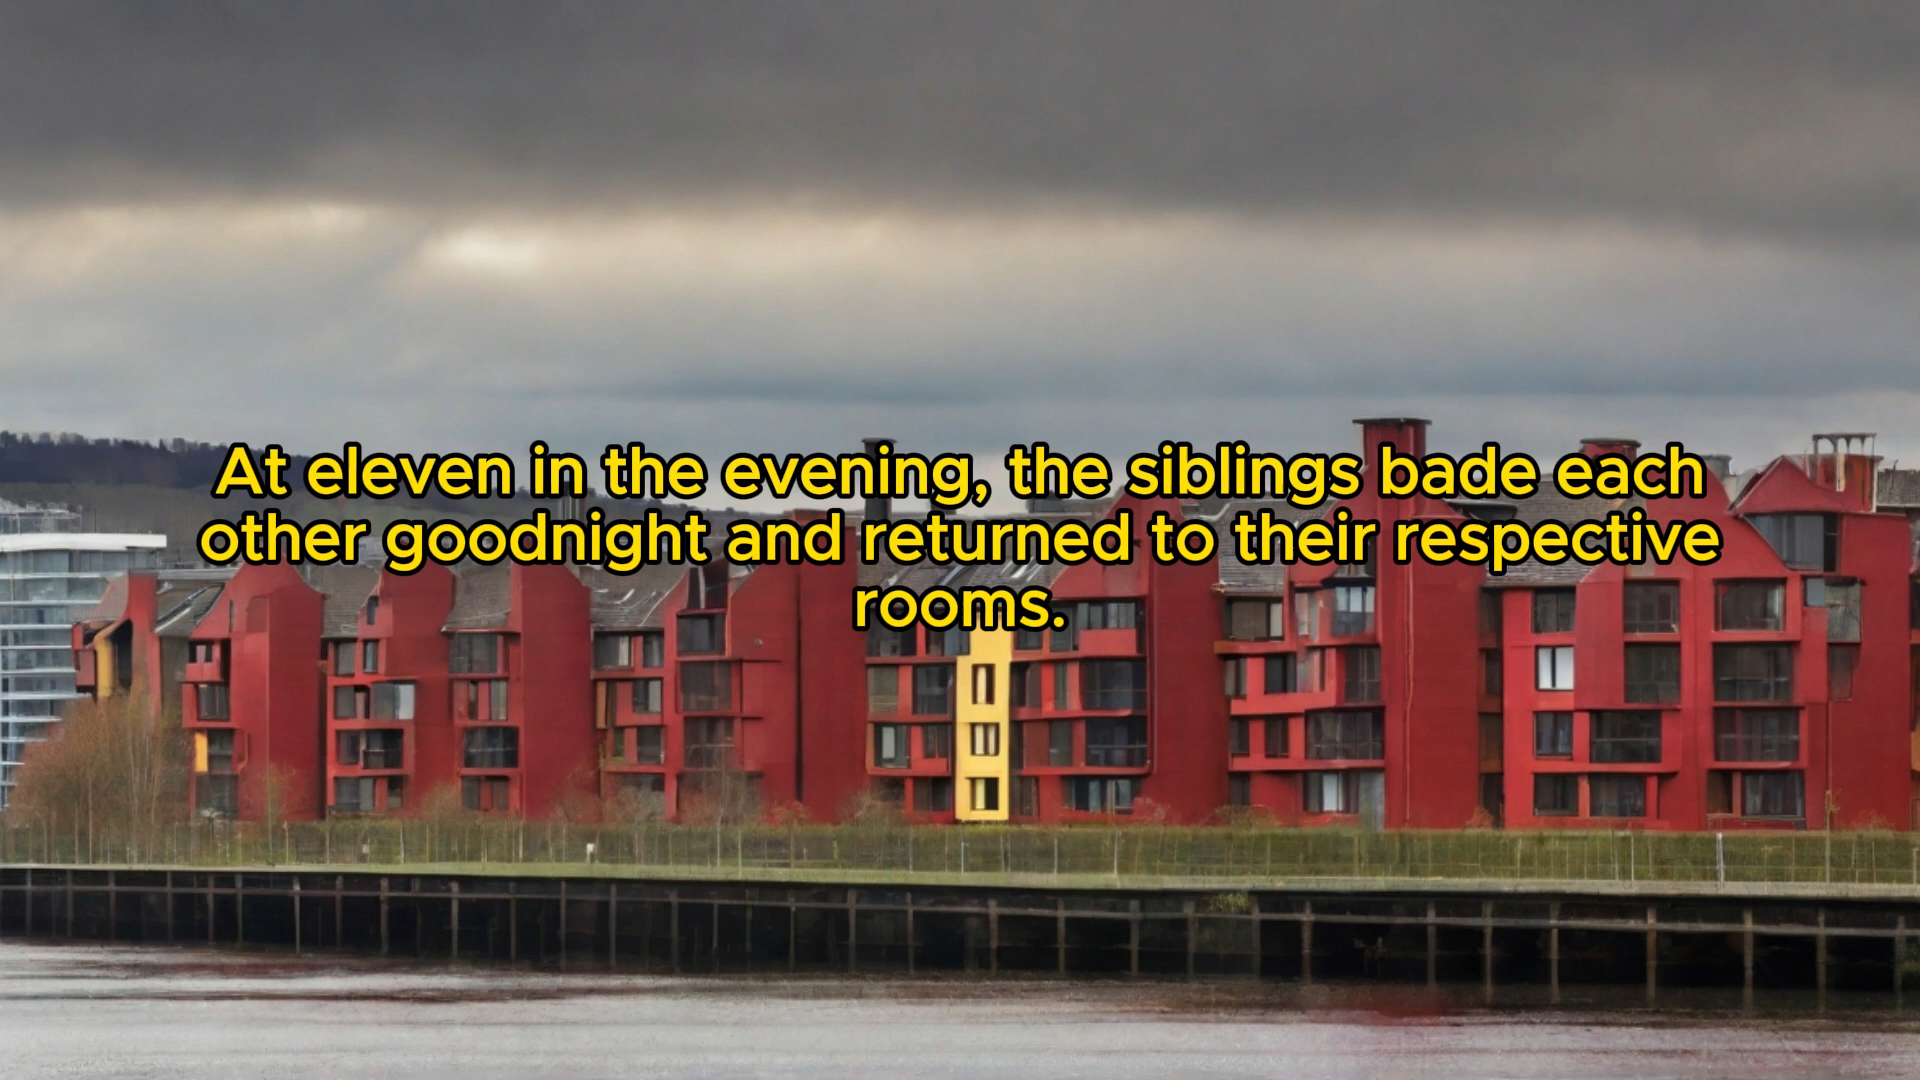 At eleven in the evening, the siblings bade each
other goodnight and returned to their respective
rooms.